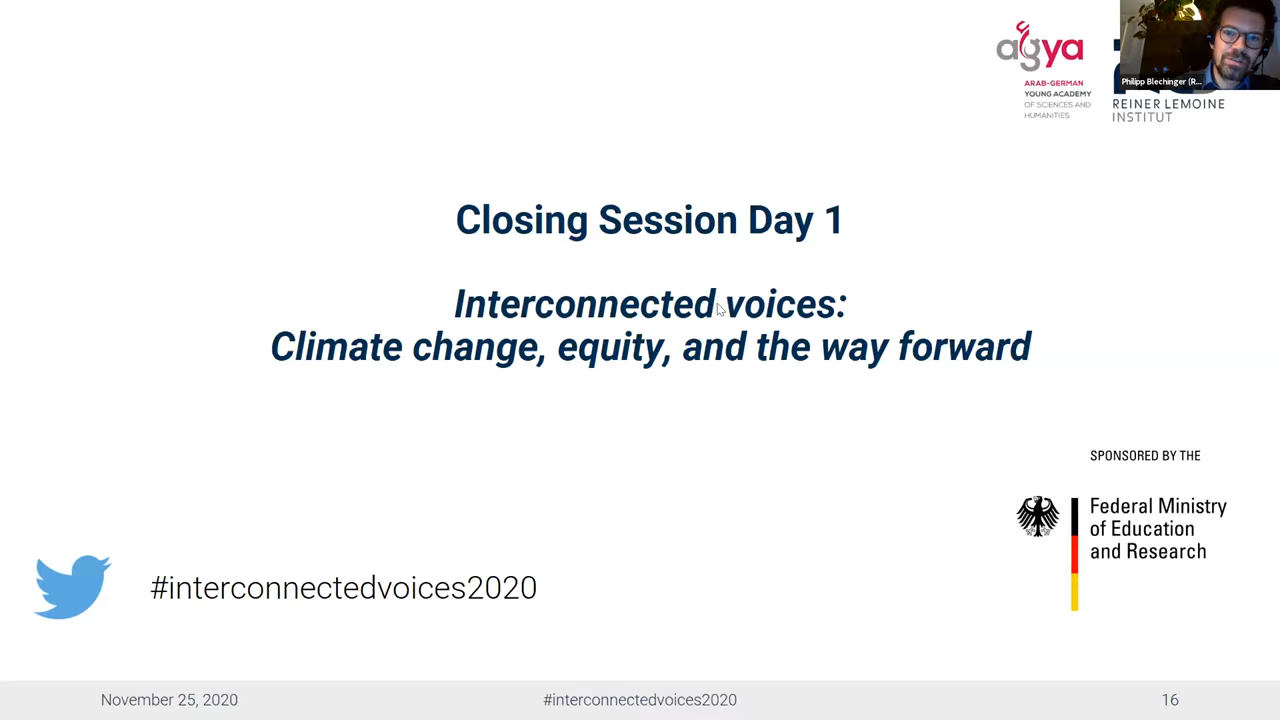 agya
ARAB-GERMAN
YOUNG ACADEMY
OF SCIENCES AND
HUMANITIES
Philipp Blechinger (R...
REINER LEMOINE
INSTITUT
Closing Session Day 1
Interconnected voices:
Climate change, equity, and the way forward
SPONSORED BY THE
Federal Ministry
of Education
and Research
#interconnectedvoices2020
November 25, 2020
#interconnectedvoices2020
16